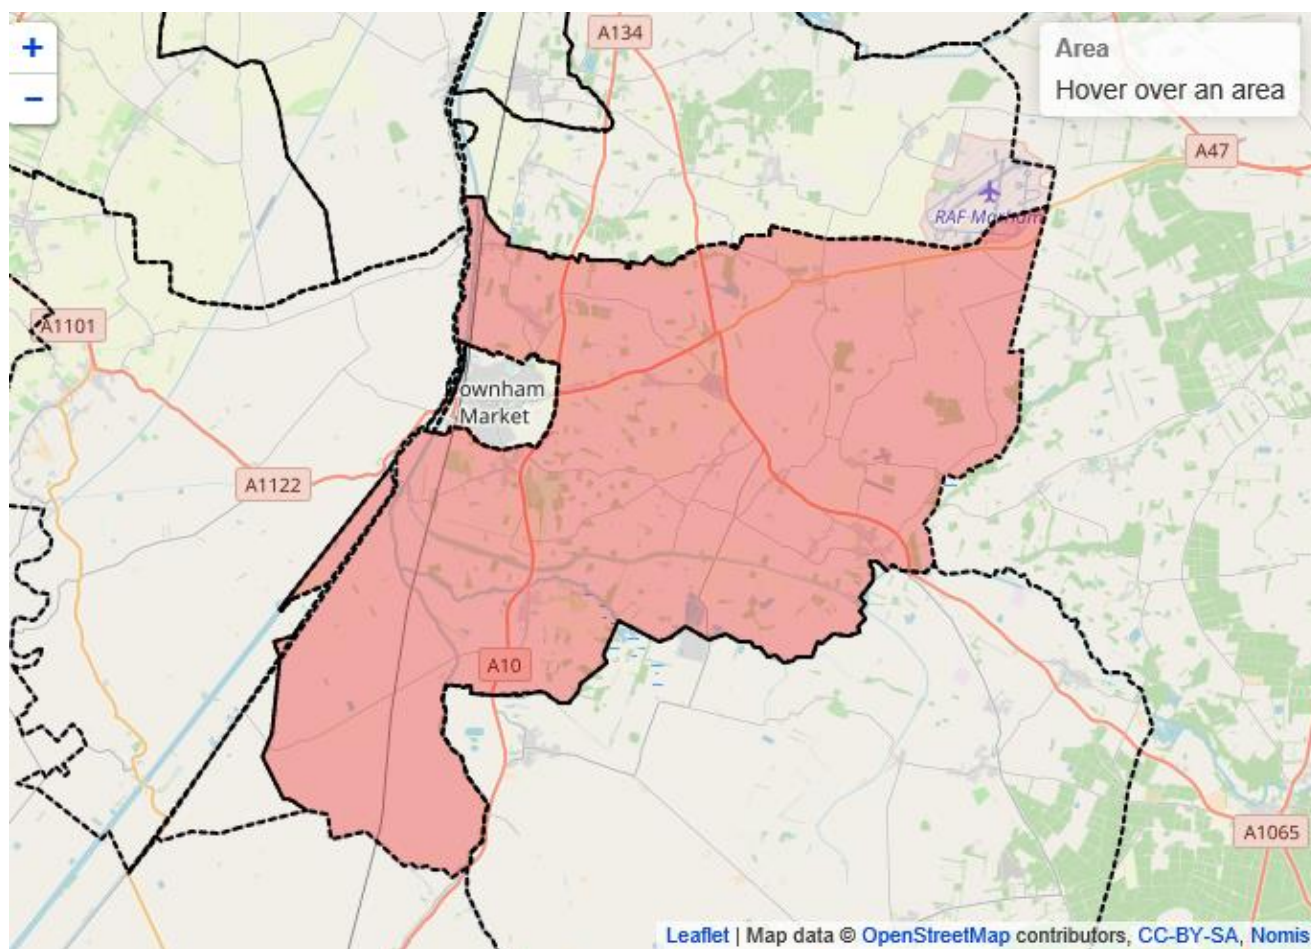 +
−
A134
Area
Hover over an area
A47
RAF Marham
A1101
ownham
Market
A1122
A10
A1065
Leaflet | Map data © OpenStreetMap contributors, CC-BY-SA, Nomis